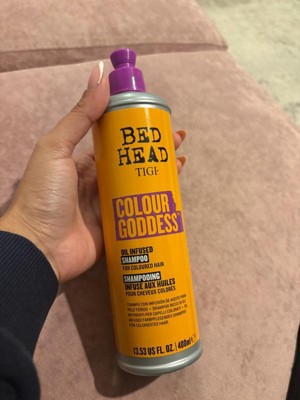 BED
HEAD
TIGI
COLOUR
GODDESS™
OIL INFUSED
SHAMPOO
FOR COLOURED HAIR
SHAMPOOING
INFUSÉ AUX HUILES
POUR CHEVEUX COLORÉS
13.53 US FL. OZ. | 400ml e